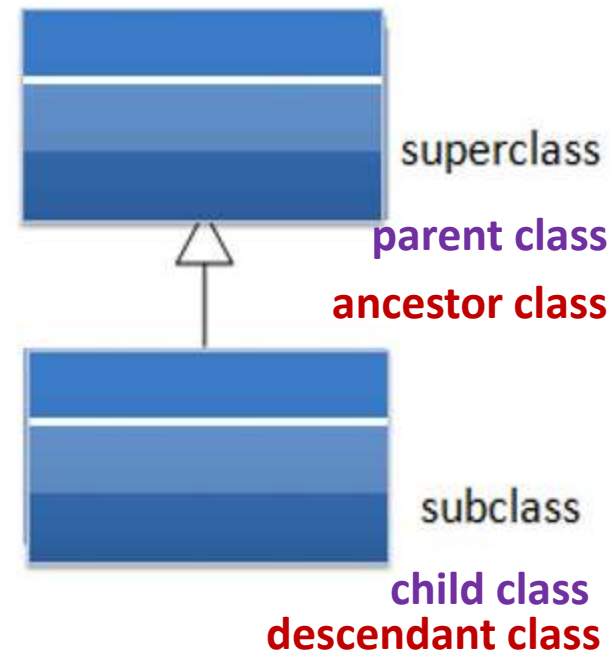 superclass
parent class
ancestor class
subclass
child class
descendant class